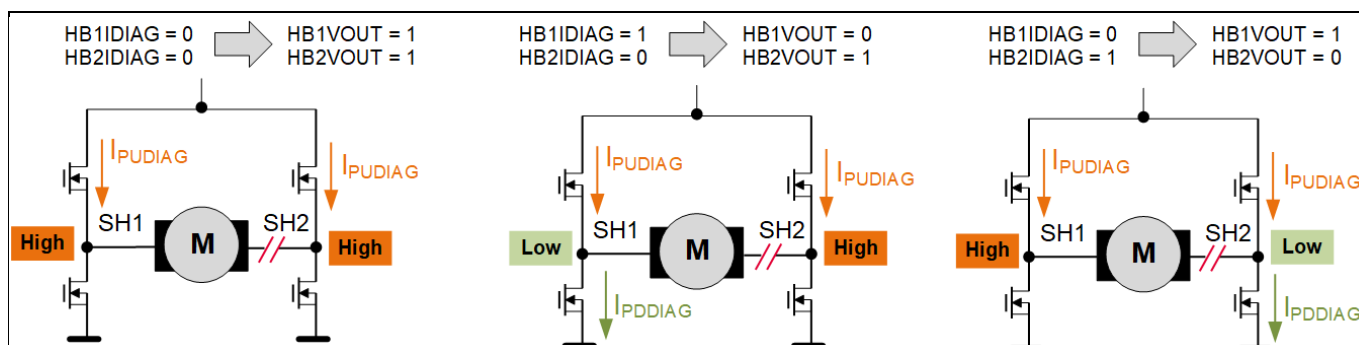 HB1IDIAG = 0
HB2IDIAG = 0
HB1VOUT = 1
HB2VOUT = 1
IPUDIAG
IPUDIAG
SH1
SH2
High
M
High
HB1IDIAG = 1
HB2IDIAG = 0
HB1VOUT = 0
HB2VOUT = 1
IPUDIAG
IPUDIAG
SH1
SH2
Low
M
High
IPDDIAG
HB1IDIAG = 0
HB2IDIAG = 1
HB1VOUT = 1
HB2VOUT = 0
IPUDIAG
IPUDIAG
SH1
SH2
High
M
Low
IPDDIAG